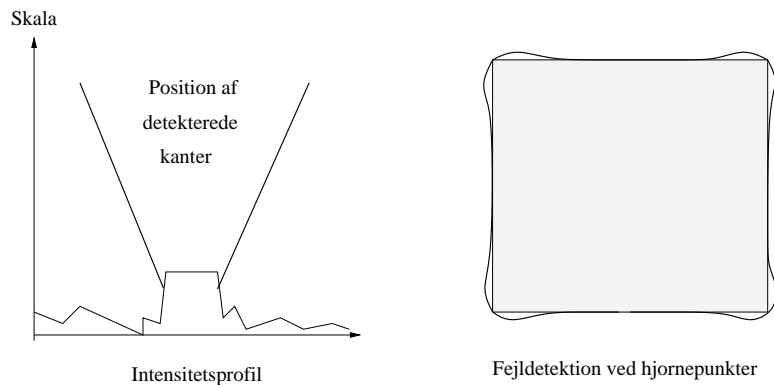 Skala
Position af
detekterede
kanter
Intensitetsprofil
Fejldetektion ved hjornepunkter